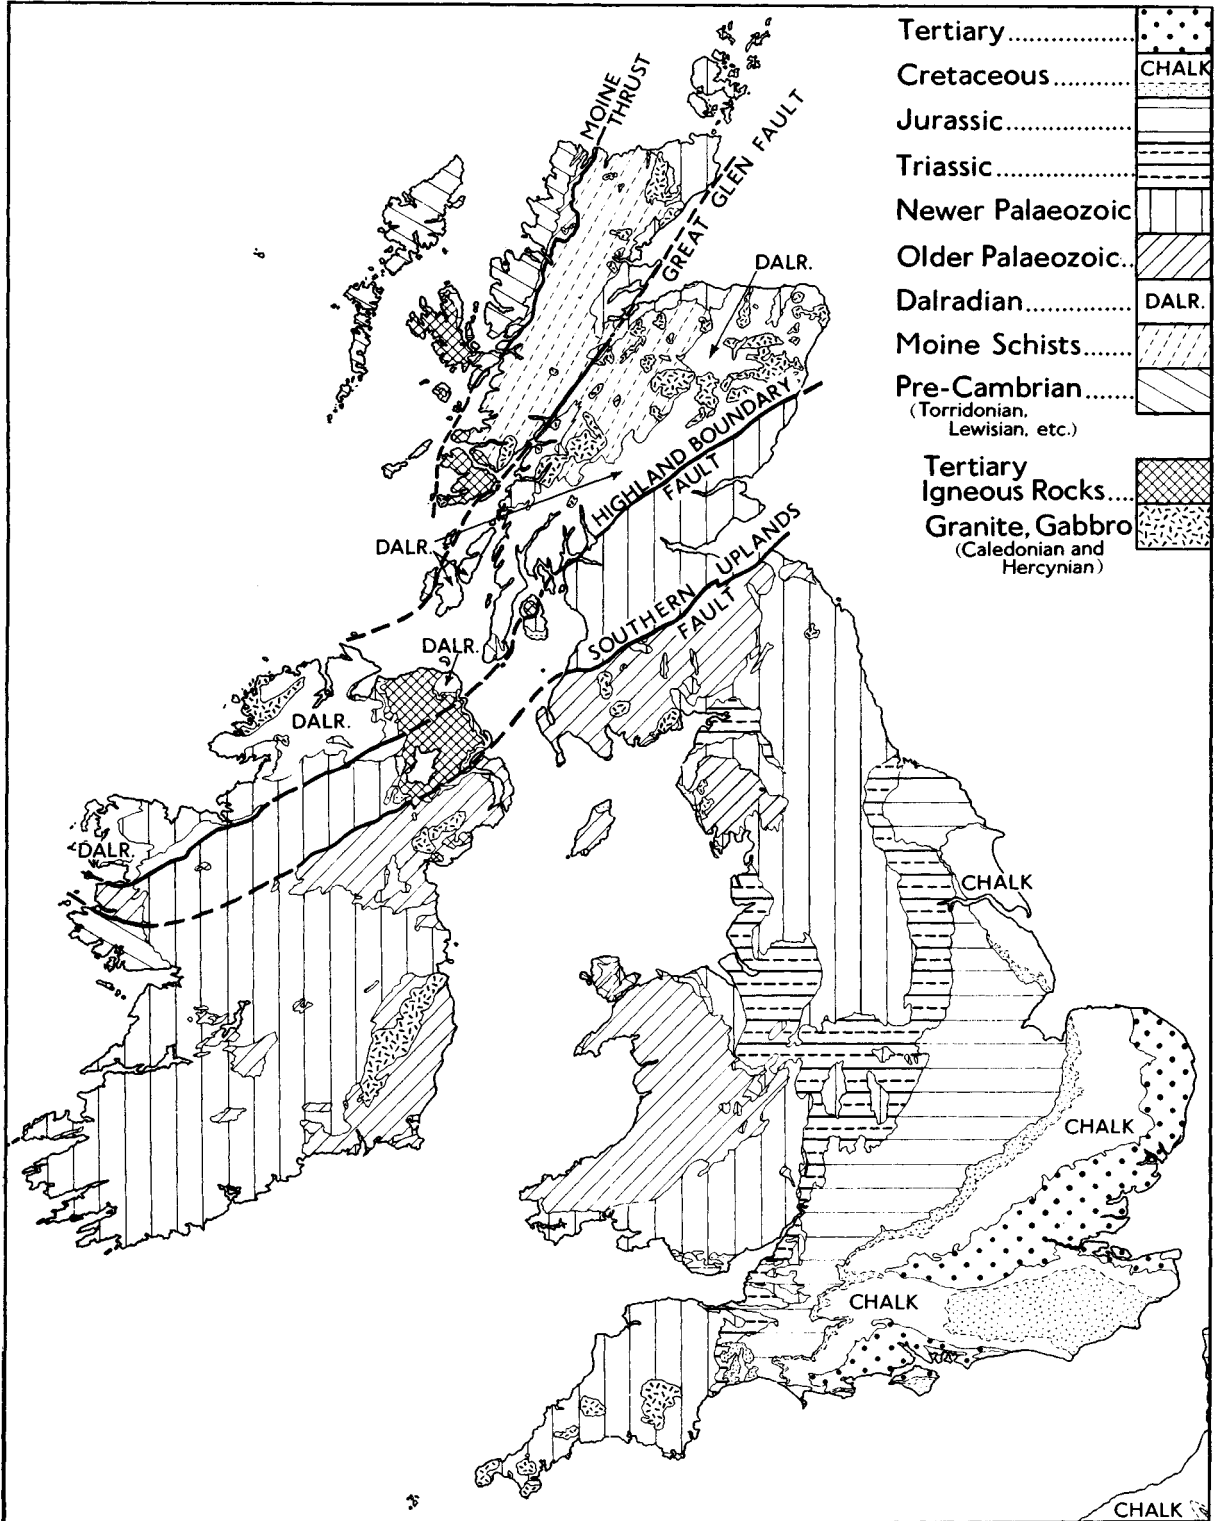 Tertiary..................
Cretaceous...........
CHALK
Jurassic..................
Triassic...................
Newer Palaeozoic
Older Palaeozoic..
Dalradian...............
DALR.
Moine Schists.......
Pre-Cambrian.......
(Torridonian,
Lewisian, etc.)
Tertiary
Igneous Rocks....
Granite, Gabbro
(Caledonian and
Hercynian)
MOINE
THRUST
GREAT GLEN FAULT
DALR.
HIGHLAND BOUNDARY
FAULT
DALR.
SOUTHERN UPLANDS
FAULT
DALR.
DALR.
DALR.
CHALK
CHALK
CHALK
CHALK